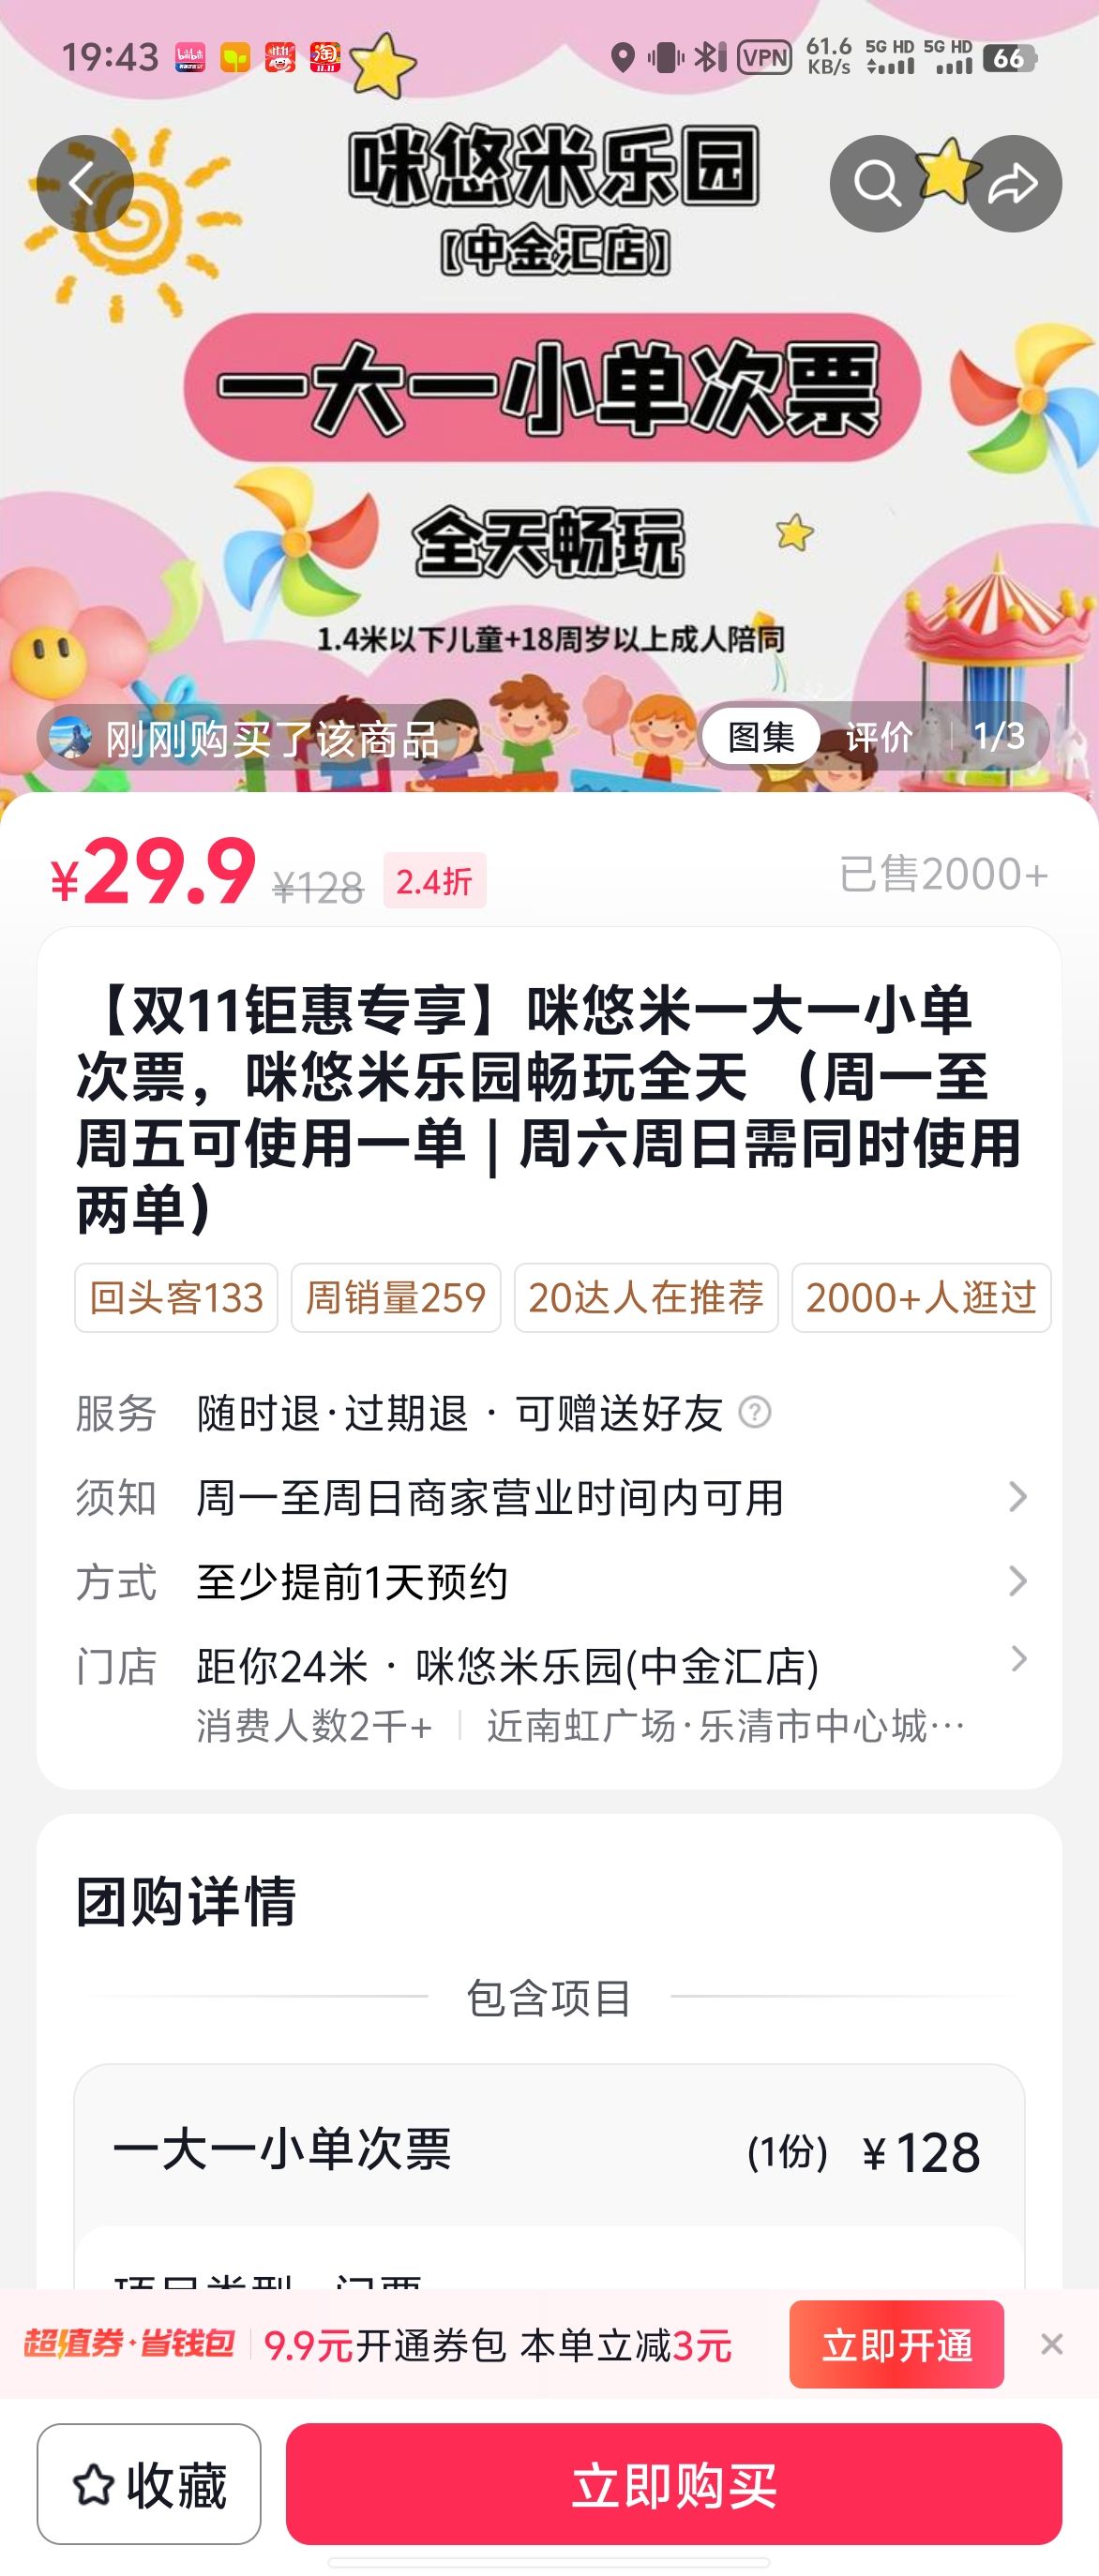 19:43
VPN
61.6 KB/s
5G HD
5G HD
66
咪悠米乐园
【中金汇店】
一大一小单次票
全天畅玩
1.4米以下儿童+18周岁以上成人陪同
刚刚购买了该商品
图集 评价 1/3
¥29.9 ¥128 2.4折 已售2000+
【双11钜惠专享】咪悠米一大一小单
次票，咪悠米乐园畅玩全天 （周一至
周五可使用一单 | 周六周日需同时使用
两单）
回头客133 周销量259 20达人在推荐 2000+人逛过
服务 随时退·过期退 · 可赠送好友 ?
须知 周一至周日商家营业时间内可用
方式 至少提前1天预约
门店 距你24米 · 咪悠米乐园(中金汇店)
消费人数2千+ | 近南虹广场·乐清市中心城…
团购详情
包含项目
一大一小单次票 (1份) ¥128
超值券·省钱包 9.9元开通券包 本单立减3元 立即开通
收藏 立即购买